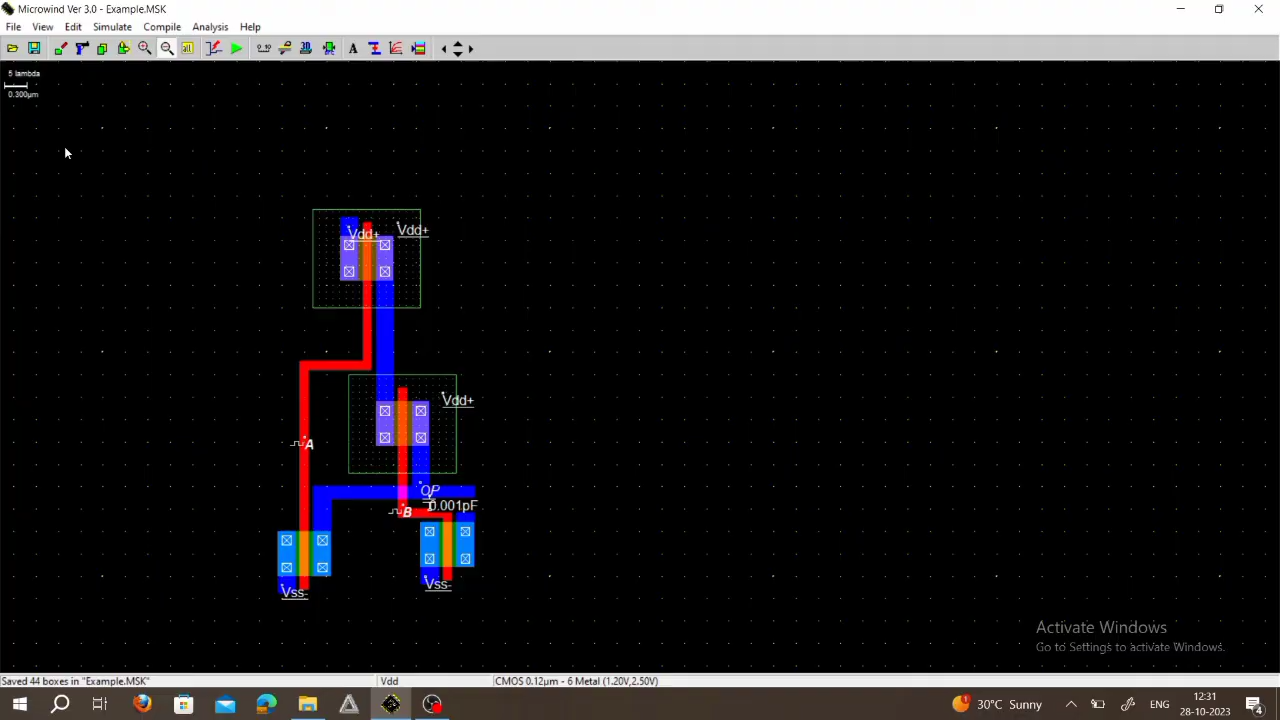 Microwind Ver 3.0 - Example.MSK
File View Edit Simulate Compile Analysis Help
5 lambda
0.300µm
Vdd+ Vdd+
Vdd+
A
OP
0.001pF
B
Vss-
Vss-
Activate Windows
Go to Settings to activate Windows.
Saved 44 boxes in "Example.MSK" Vdd CMOS 0.12µm - 6 Metal (1.20V,2.50V)
30°C Sunny ENG 12:31
28-10-2023